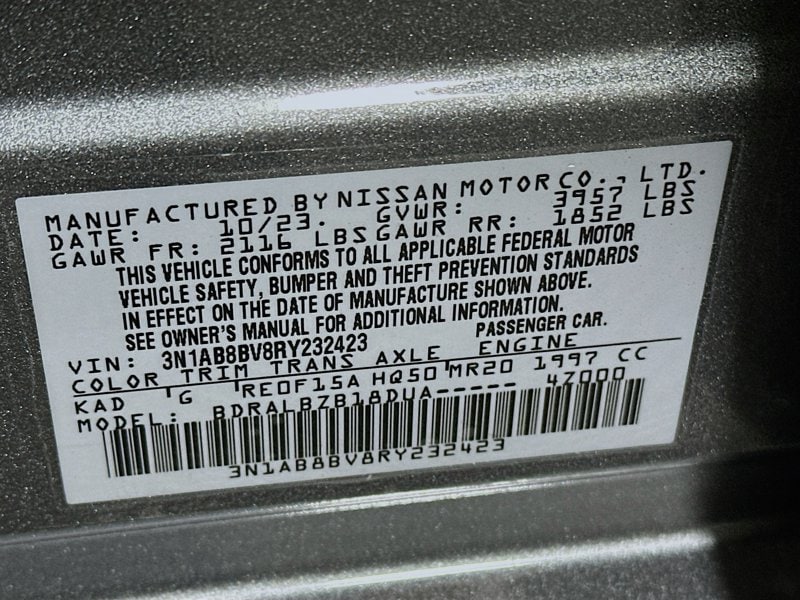 MANUFACTURED BY NISSAN MOTOR CO., LTD.
DATE: 10/23. GVWR: 3957 LBS
GAWR FR: 2116 LBS GAWR RR: 1852 LBS
THIS VEHICLE CONFORMS TO ALL APPLICABLE FEDERAL MOTOR
VEHICLE SAFETY, BUMPER AND THEFT PREVENTION STANDARDS
IN EFFECT ON THE DATE OF MANUFACTURE SHOWN ABOVE.
SEE OWNER'S MANUAL FOR ADDITIONAL INFORMATION.
VIN: 3N1AB8BV8RY232423 PASSENGER CAR.
COLOR TRIM TRANS AXLE ENGINE
KAD G RE0F15A HQ50 MR20 1997 CC
MODEL: BDRALBZB18DUA----- 4Z000
3N1AB8BV8RY232423